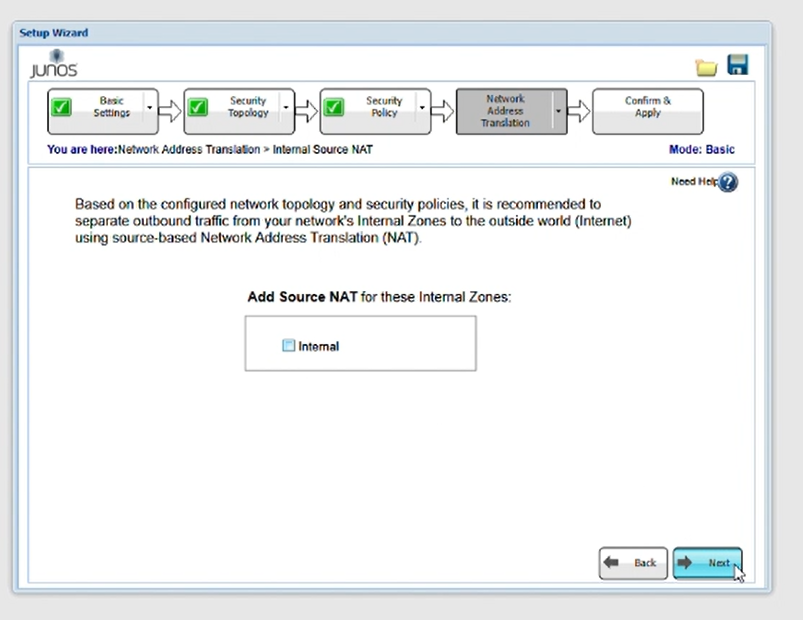 Setup Wizard
JUNOS
Basic
Settings
Security
Topology
Security
Policy
Network
Address
Translation
Confirm &
Apply
You are here:Network Address Translation > Internal Source NAT
Mode: Basic
Need Help
Based on the configured network topology and security policies, it is recommended to
separate outbound traffic from your network's Internal Zones to the outside world (Internet)
using source-based Network Address Translation (NAT).
Add Source NAT for these Internal Zones:
Internal
Back
Next